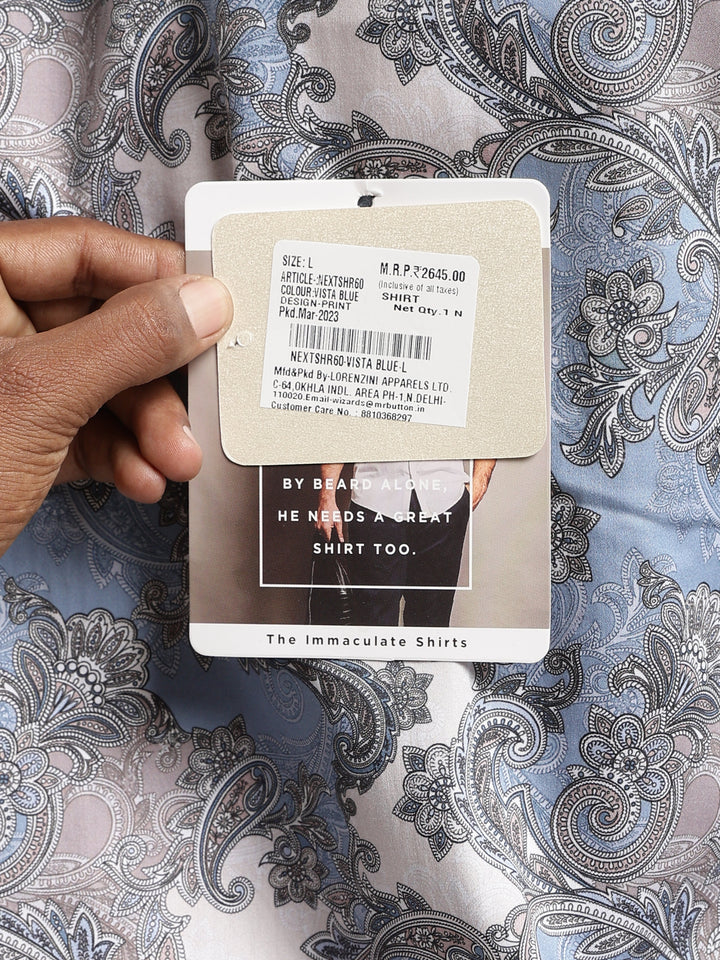 SIZE: L
M.R.P.₹2645.00
ARTICLE-NEXTSHR60
(Inclusive of all taxes)
COLOUR:VISTA BLUE
SHIRT
DESIGN-PRINT
Net Qty.1 N
Pkd.Mar-2023
NEXTSHR60-VISTA BLUE-L
Mfd&Pkd By-LORENZINI APPARELS LTD.
C-64,OKHLA INDL. AREA PH-1,N.DELHI-
110020.Email-wizards@mrbutton.in
Customer Care No. : 8810368297
BY BEARD ALONE,
HE NEEDS A GREAT
SHIRT TOO.
The Immaculate Shirts